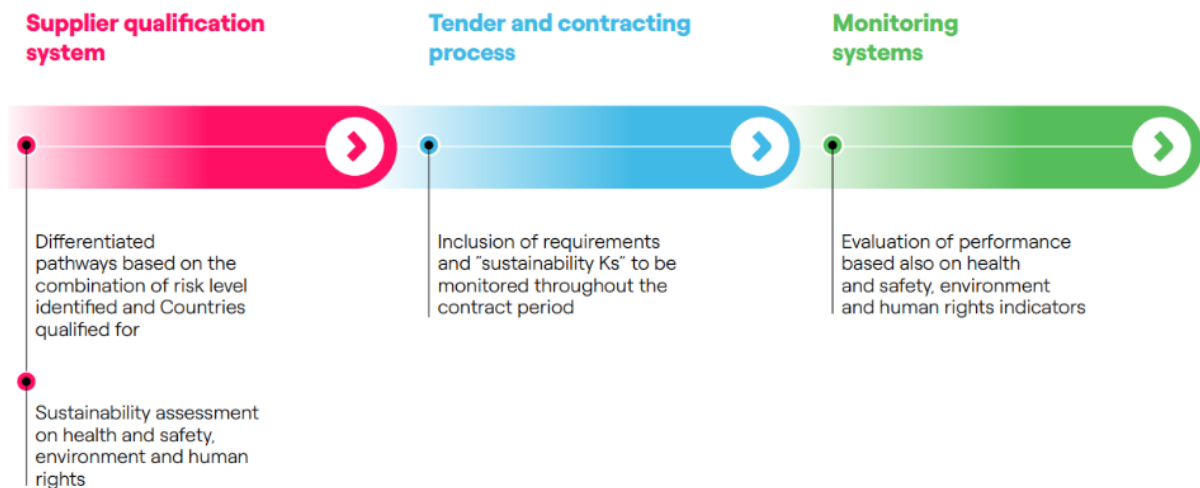 Supplier qualification
system
Differentiated
pathways based on the
combination of risk level
identified and Countries
qualified for
Sustainability assessment
on health and safety,
environment and human
rights
Tender and contracting
process
Inclusion of requirements
and "sustainability Ks" to be
monitored throughout the
contract period
Monitoring
systems
Evaluation of performance
based also on health
and safety, environment
and human rights indicators